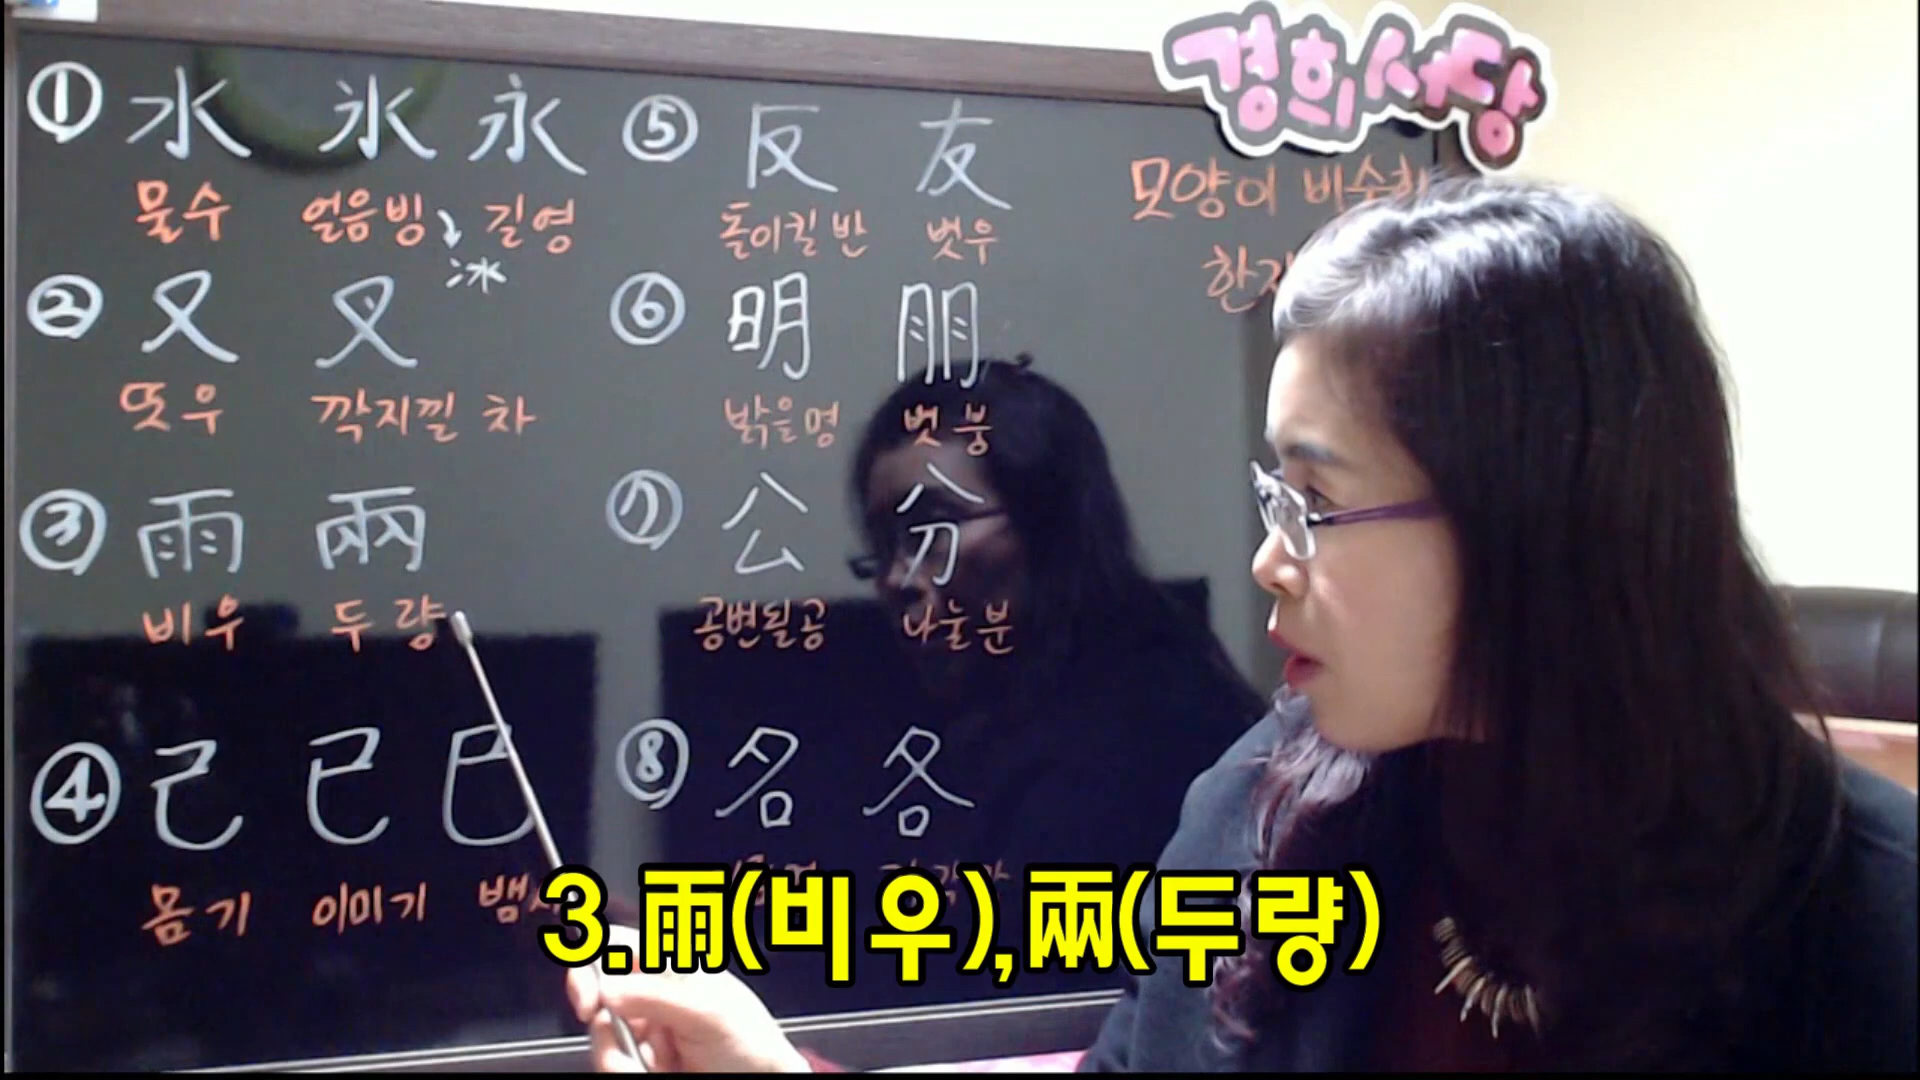 경희서당
모양이 비슷한
① 水 氷 永
물수 얼음빙 길영
冰
② 又 叉
또우 깍지낄 차
③ 雨 兩
비우 두량
④ 己 已 巳
몸기 이미기
⑤ 反 友
돌이킬반 벗우
⑥ 明 朋
밝을명 벗붕
⑦ 公 分
공변될공 나눌분
⑧ 名 各
3.雨(비우),兩(두량)